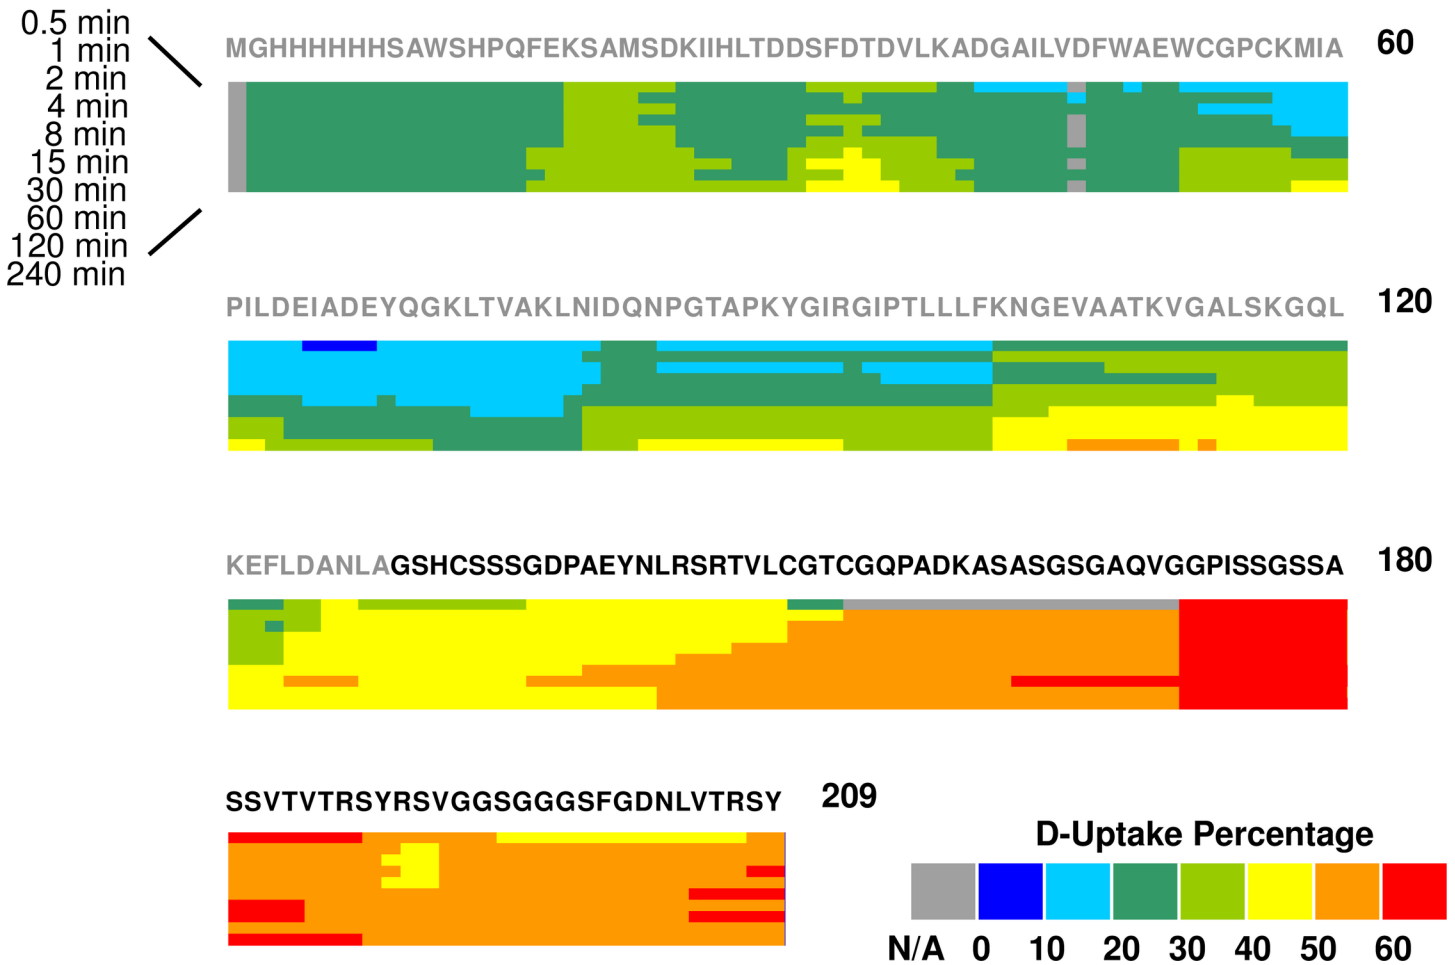 0.5 min
1 min
2 min
4 min
8 min
15 min
30 min
60 min
120 min
240 min
MGHHHHHHSAWSHPQFEKSAMSDKIIHLTDDSFDTDVLKADGAILVDFWAEWCGPCKMIA 60
PILDEIADEYQGKLTVAKLNIDQNPGTAPKYGIRGIPTLLLFKNGEVAATKVGALSKGQL 120
KEFLDANLAGSHCSSSGDPAEYNLRSRTVLCGTCGQPADKASASGSGAQVGGPISSGSSA 180
SSVTVTRSYRSVGGSGGGSFGDNLVTRSY 209
D-Uptake Percentage
N/A 0 10 20 30 40 50 60